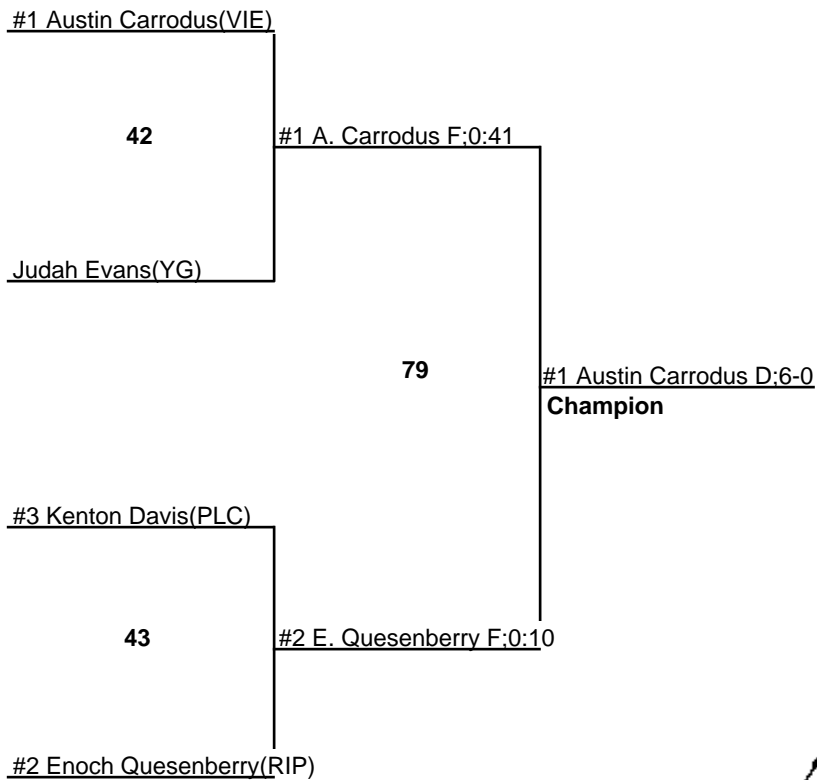 #1 Austin Carrodus(VIE)
42
#1 A. Carrodus F;0:41
Judah Evans(YG)
79
#1 Austin Carrodus D;6-0
Champion
#3 Kenton Davis(PLC)
43
#2 E. Quesenberry F;0:10
#2 Enoch Quesenberry(RIP)